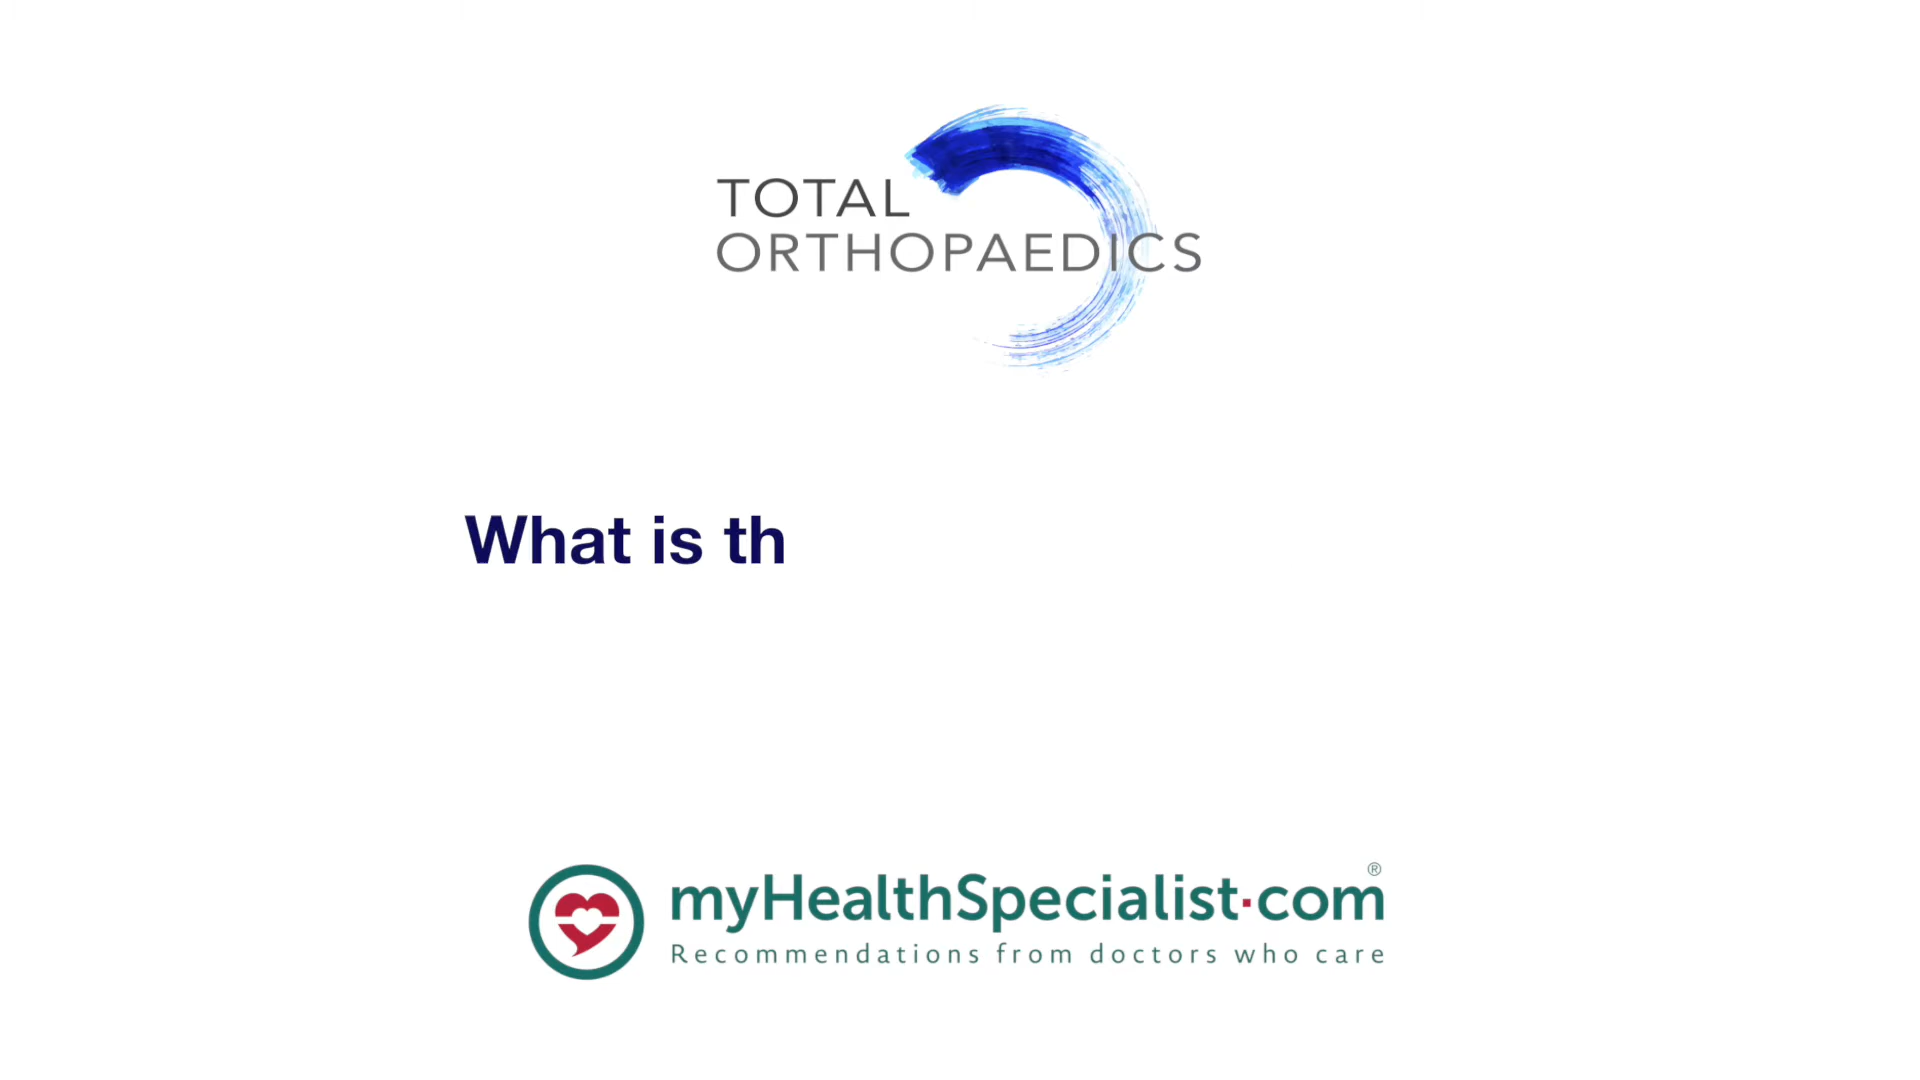 TOTAL
ORTHOPAEDICS
What is th
myHealthSpecialist.com®
Recommendations from doctors who care